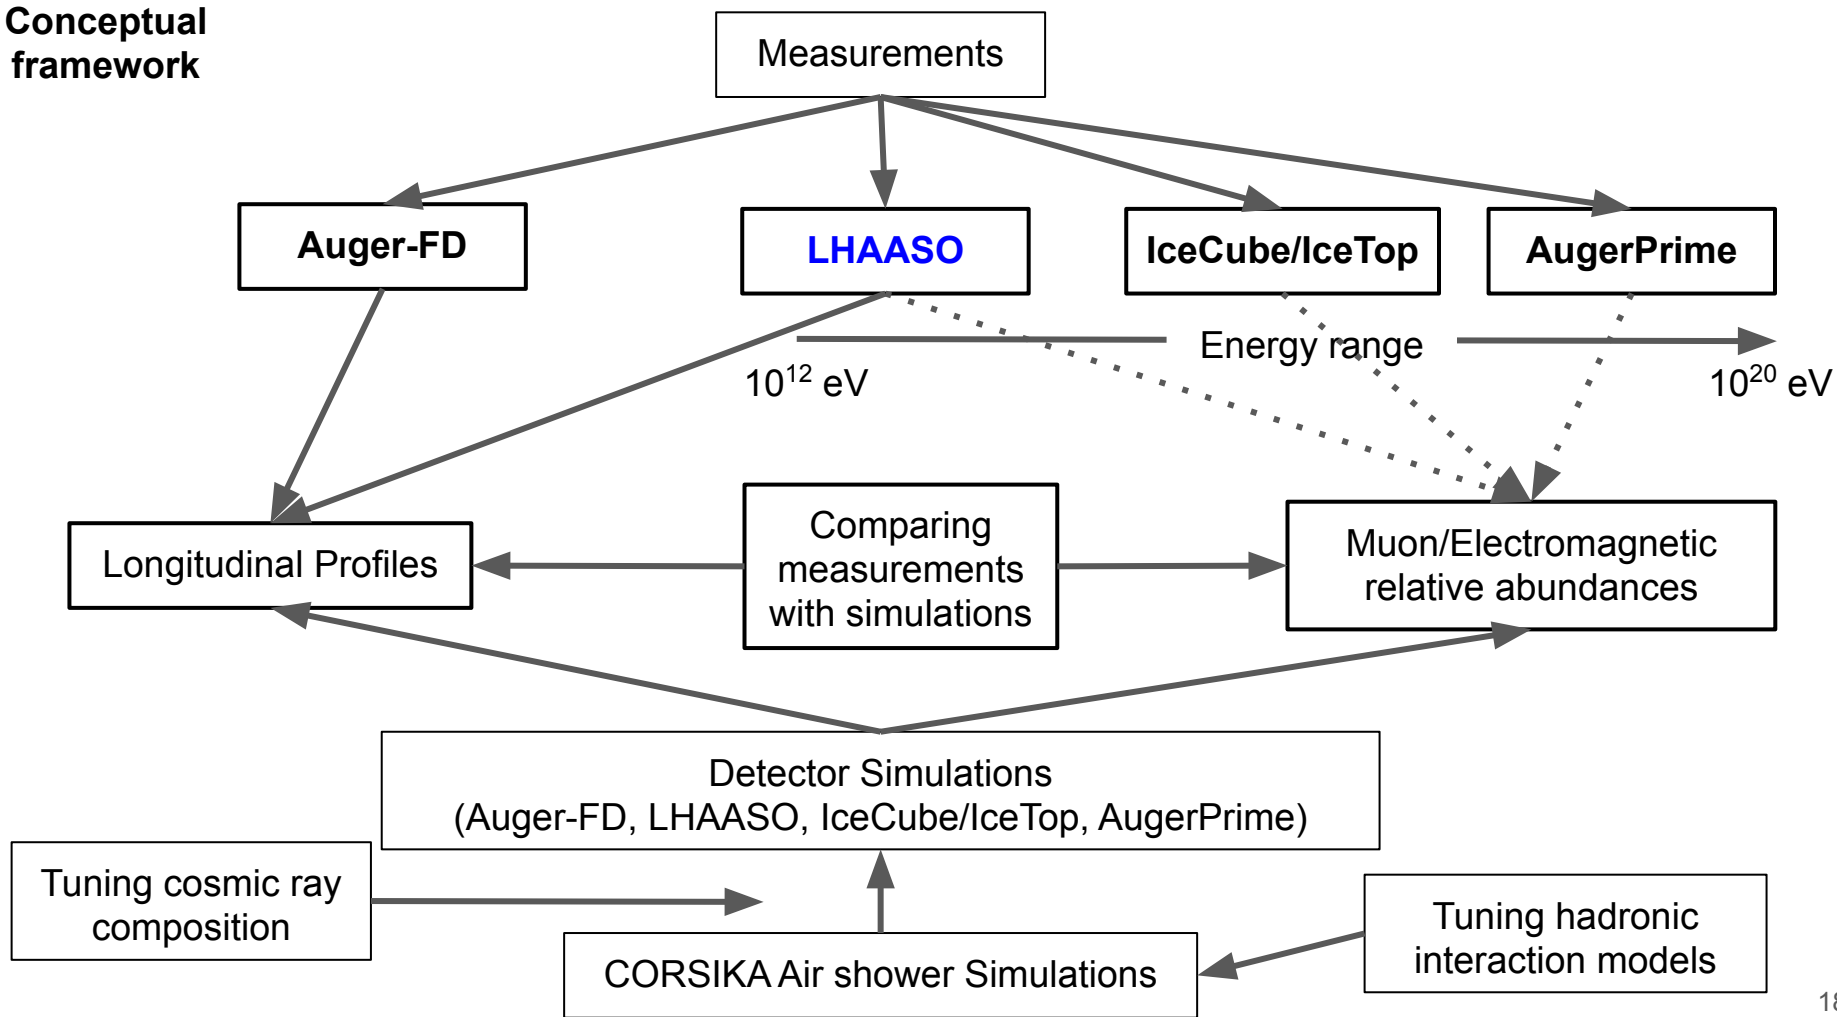 Conceptual
framework
Measurements
Auger-FD
LHAASO
IceCube/IceTop
AugerPrime
Energy range
10¹² eV
10²⁰ eV
Longitudinal Profiles
Comparing
measurements
with simulations
Muon/Electromagnetic
relative abundances
Detector Simulations
(Auger-FD, LHAASO, IceCube/IceTop, AugerPrime)
Tuning cosmic ray
composition
CORSIKA Air shower Simulations
Tuning hadronic
interaction models
18